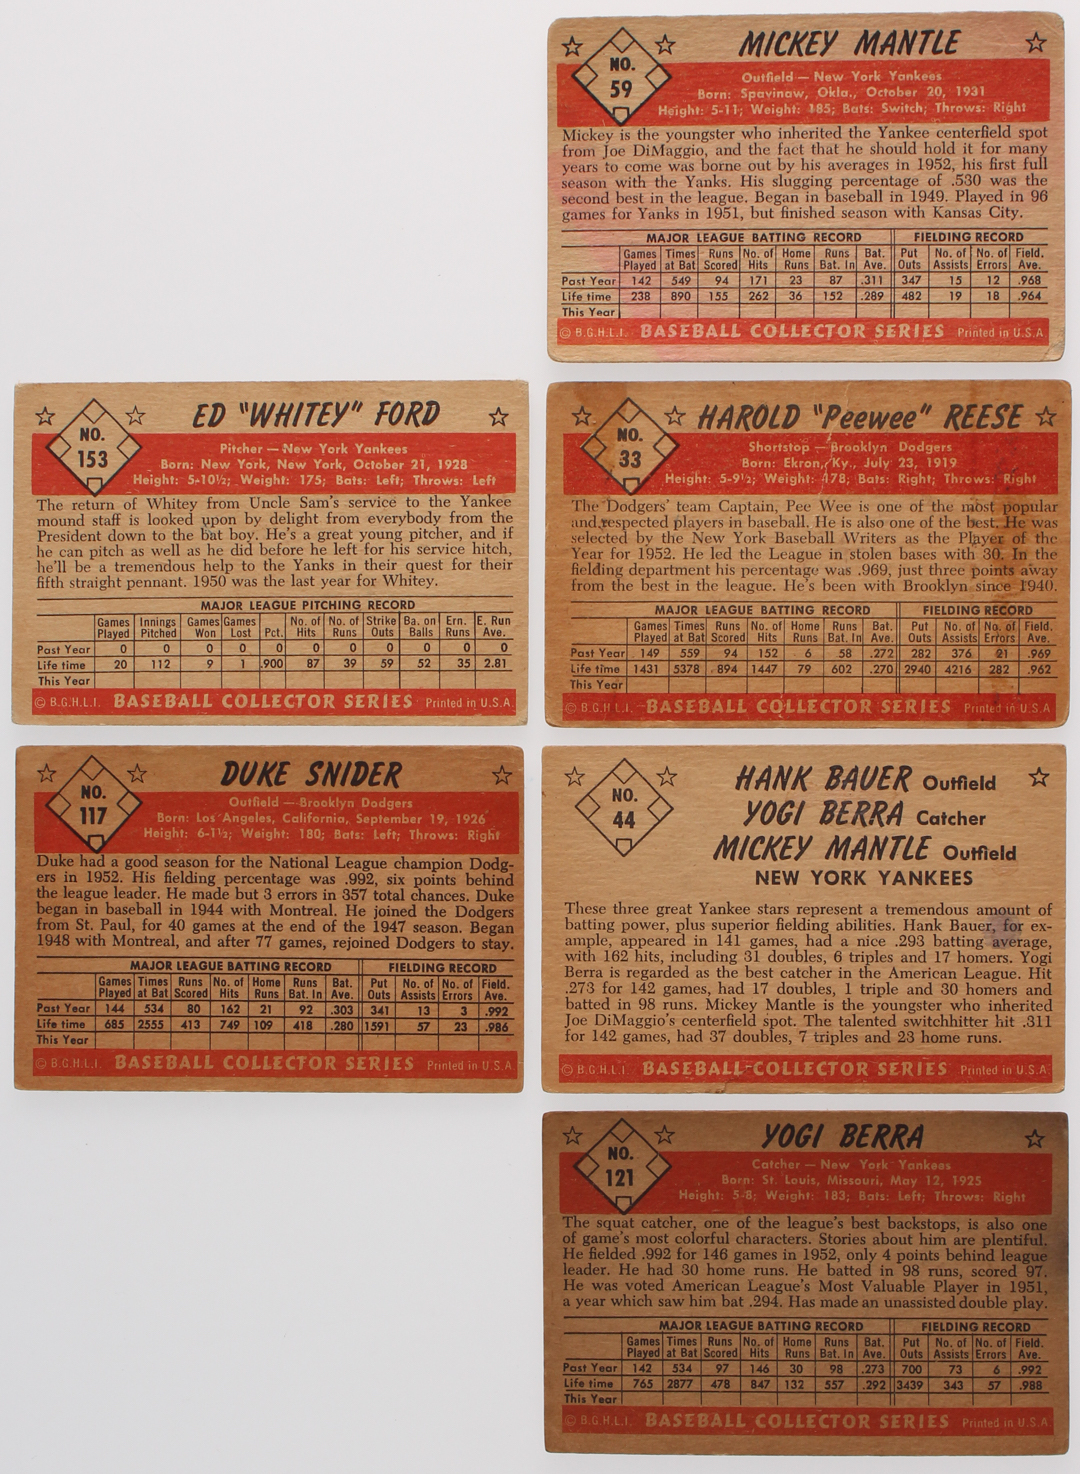 NO.
59
MICKEY MANTLE
Outfield — New York Yankees
Born: Spavinaw, Okla., October 20, 1931
Height: 5-11; Weight: 185; Bats: Switch; Throws: Right
Mickey is the youngster who inherited the Yankee centerfield spot
from Joe DiMaggio, and the fact that he should hold it for many
years to come was borne out by his averages in 1952, his first full
season with the Yanks. His slugging percentage of .530 was the
second best in the league. Began in baseball in 1949. Played in 96
games for Yanks in 1951, but finished season with Kansas City.
MAJOR LEAGUE BATTING RECORD FIELDING RECORD
Games Played Times at Bat Runs Scored No. of Hits Home Runs Runs Bat. In Bat. Ave. Put Outs No. of Assists No. of Errors Field. Ave.
Past Year 142 549 94 171 23 87 .311 347 15 12 .968
Life time 238 890 155 262 36 152 .289 482 19 18 .964
This Year
© B.G.H.L.I. BASEBALL COLLECTOR SERIES Printed in U.S.A.
NO.
153
ED "WHITEY" FORD
Pitcher — New York Yankees
Born: New York, New York, October 21, 1928
Height: 5-10½; Weight: 175; Bats: Left; Throws: Left
The return of Whitey from Uncle Sam's service to the Yankee
mound staff is looked upon by delight from everybody from the
President down to the bat boy. He's a great young pitcher, and if
he can pitch as well as he did before he left for his service hitch,
he'll be a tremendous help to the Yanks in their quest for their
fifth straight pennant. 1950 was the last year for Whitey.
MAJOR LEAGUE PITCHING RECORD
Games Played Innings Pitched Games Won Games Lost Pct. No. of Hits No. of Runs Strike Outs Ba. on Balls Ern. Runs E. Run Ave.
Past Year 0 0 0 0 0 0 0 0 0 0 0
Life time 20 112 9 1 .900 87 39 59 52 35 2.81
This Year
© B.G.H.L.I. BASEBALL COLLECTOR SERIES Printed in U.S.A.
NO.
33
HAROLD "Peewee" REESE
Shortstop — Brooklyn Dodgers
Born: Ekron, Ky., July 23, 1919
Height: 5-9½; Weight: 178; Bats: Right; Throws: Right
The Dodgers' team Captain, Pee Wee is one of the most popular
and respected players in baseball. He is also one of the best. He was
selected by the New York Baseball Writers as the Player of the
Year for 1952. He led the League in stolen bases with 30. In the
fielding department his percentage was .969, just three points away
from the best in the league. He's been with Brooklyn since 1940.
MAJOR LEAGUE BATTING RECORD FIELDING RECORD
Games Played Times at Bat Runs Scored No. of Hits Home Runs Runs Bat. In Bat. Ave. Put Outs No. of Assists No. of Errors Field. Ave.
Past Year 149 559 94 152 6 58 .272 282 376 21 .969
Life time 1431 5378 894 1447 79 602 .270 2940 4216 282 .962
This Year
© B.G.H.L.I. BASEBALL COLLECTOR SERIES Printed in U.S.A
NO.
117
DUKE SNIDER
Outfield — Brooklyn Dodgers
Born: Los Angeles, California, September 19, 1926
Height: 6-1½; Weight: 180; Bats: Left; Throws: Right
Duke had a good season for the National League champion Dodg-
ers in 1952. His fielding percentage was .992, six points behind
the league leader. He made but 3 errors in 357 total chances. Duke
began in baseball in 1944 with Montreal. He joined the Dodgers
from St. Paul, for 40 games at the end of the 1947 season. Began
1948 with Montreal, and after 77 games, rejoined Dodgers to stay.
MAJOR LEAGUE BATTING RECORD FIELDING RECORD
Games Played Times at Bat Runs Scored No. of Hits Home Runs Runs Bat. In Bat. Ave. Put Outs No. of Assists No. of Errors Field. Ave.
Past Year 144 534 80 162 21 92 .303 341 13 3 .992
Life time 685 2555 413 749 109 418 .280 1591 57 23 .986
This Year
© B.G.H.L.I. BASEBALL COLLECTOR SERIES Printed in U.S.A
NO.
44
HANK BAUER Outfield
YOGI BERRA Catcher
MICKEY MANTLE Outfield
NEW YORK YANKEES
These three great Yankee stars represent a tremendous amount of
batting power, plus superior fielding abilities. Hank Bauer, for ex-
ample, appeared in 141 games, had a nice .293 batting average,
with 162 hits, including 31 doubles, 6 triples and 17 homers. Yogi
Berra is regarded as the best catcher in the American League. Hit
.273 for 142 games, had 17 doubles, 1 triple and 30 homers and
batted in 98 runs. Mickey Mantle is the youngster who inherited
Joe DiMaggio's centerfield spot. The talented switchhitter hit .311
for 142 games, had 37 doubles, 7 triples and 23 home runs.
© B.G.H.L.I. BASEBALL COLLECTOR SERIES Printed in U.S.A.
NO.
121
YOGI BERRA
Catcher — New York Yankees
Born: St. Louis, Missouri, May 12, 1925
Height: 5-8; Weight: 183; Bats: Left; Throws: Right
The squat catcher, one of the league's best backstops, is also one
of game's most colorful characters. Stories about him are plentiful.
He fielded .992 for 146 games in 1952, only 4 points behind league
leader. He had 30 home runs. He batted in 98 runs, scored 97.
He was voted American League's Most Valuable Player in 1951,
a year which saw him bat .294. Has made an unassisted double play.
MAJOR LEAGUE BATTING RECORD FIELDING RECORD
Games Played Times at Bat Runs Scored No. of Hits Home Runs Runs Bat. In Bat. Ave. Put Outs No. of Assists No. of Errors Field. Ave.
Past Year 142 534 97 146 30 98 .273 700 73 6 .992
Life time 765 2877 478 847 132 557 .292 3439 343 57 .988
This Year
© B.G.H.L.I. BASEBALL COLLECTOR SERIES Printed in U.S.A